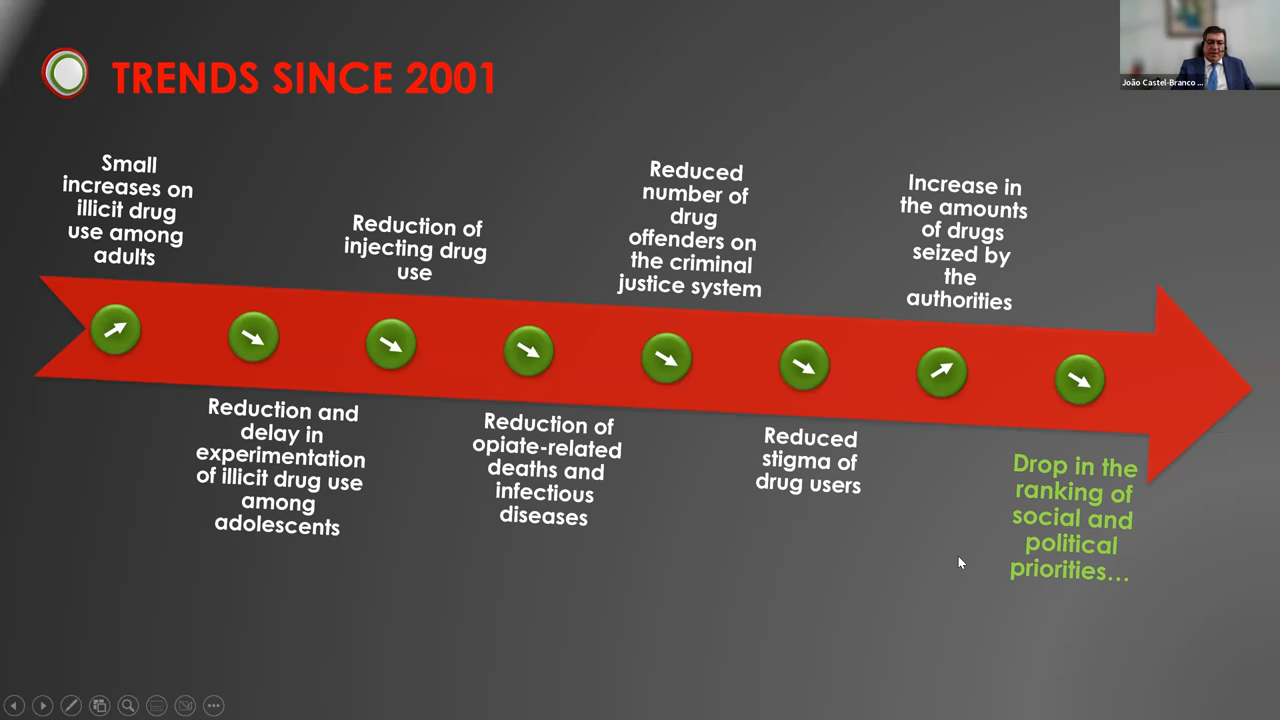 TRENDS SINCE 2001
João Castel-Branco ...
Small
increases on
illicit drug
use among
adults
Reduction and
delay in
experimentation
of illicit drug use
among
adolescents
Reduction of
injecting drug
use
Reduction of
opiate-related
deaths and
infectious
diseases
Reduced
number of
drug
offenders on
the criminal
justice system
Reduced
stigma of
drug users
Increase in
the amounts
of drugs
seized by
the
authorities
Drop in the
ranking of
social and
political
priorities…